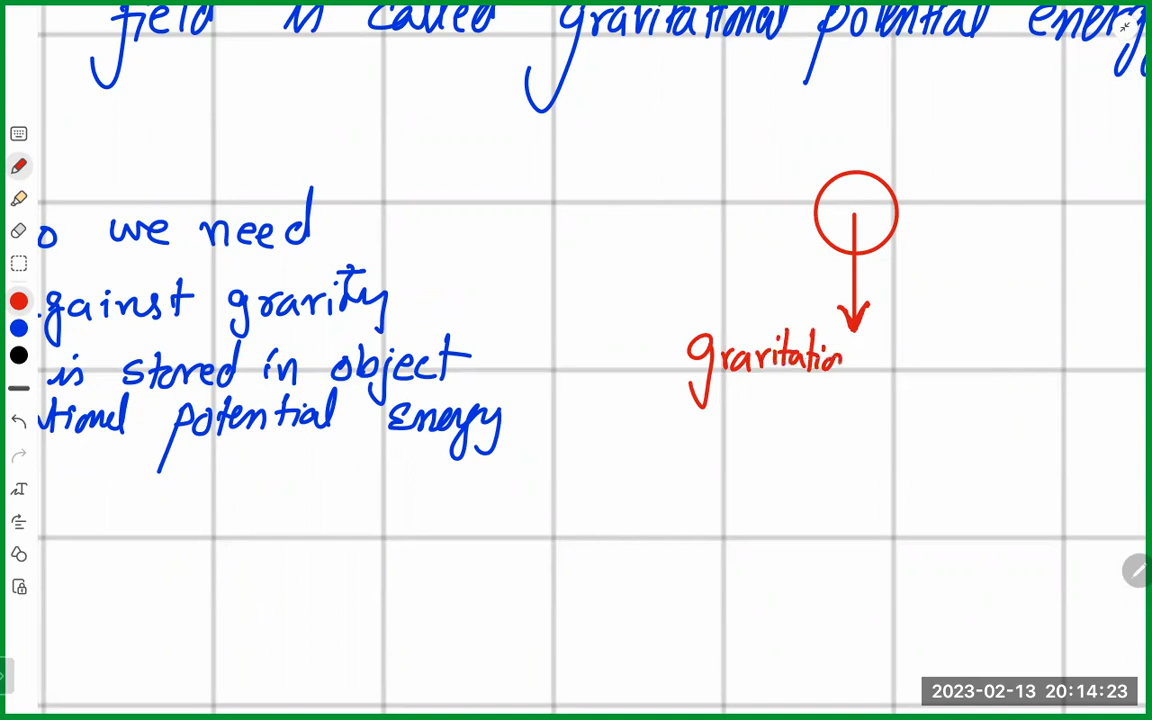 field is called gravitational potential energy
o we need
gainst gravity
is stored in object
tional potential Energy
gravitation
2023-02-13 20:14:23